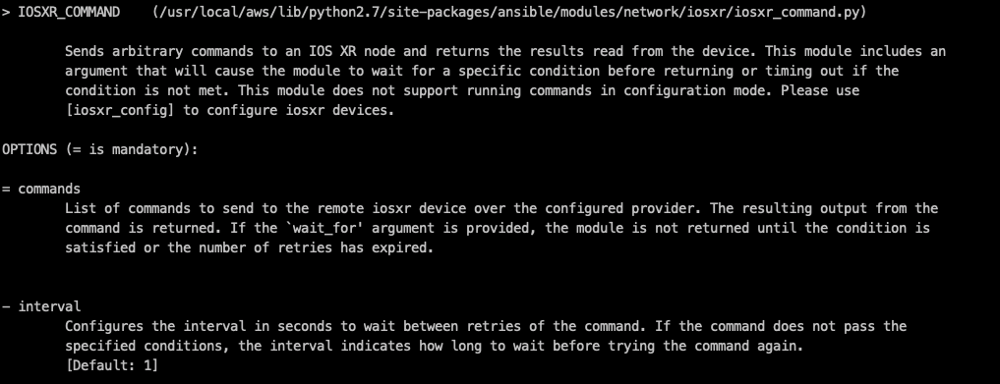 > IOSXR_COMMAND    (/usr/local/aws/lib/python2.7/site-packages/ansible/modules/network/iosxr/iosxr_command.py)
Sends arbitrary commands to an IOS XR node and returns the results read from the device. This module includes an
argument that will cause the module to wait for a specific condition before returning or timing out if the
condition is not met. This module does not support running commands in configuration mode. Please use
[iosxr_config] to configure iosxr devices.
OPTIONS (= is mandatory):
= commands
List of commands to send to the remote iosxr device over the configured provider. The resulting output from the
command is returned. If the `wait_for' argument is provided, the module is not returned until the condition is
satisfied or the number of retries has expired.
- interval
Configures the interval in seconds to wait between retries of the command. If the command does not pass the
specified conditions, the interval indicates how long to wait before trying the command again.
[Default: 1]